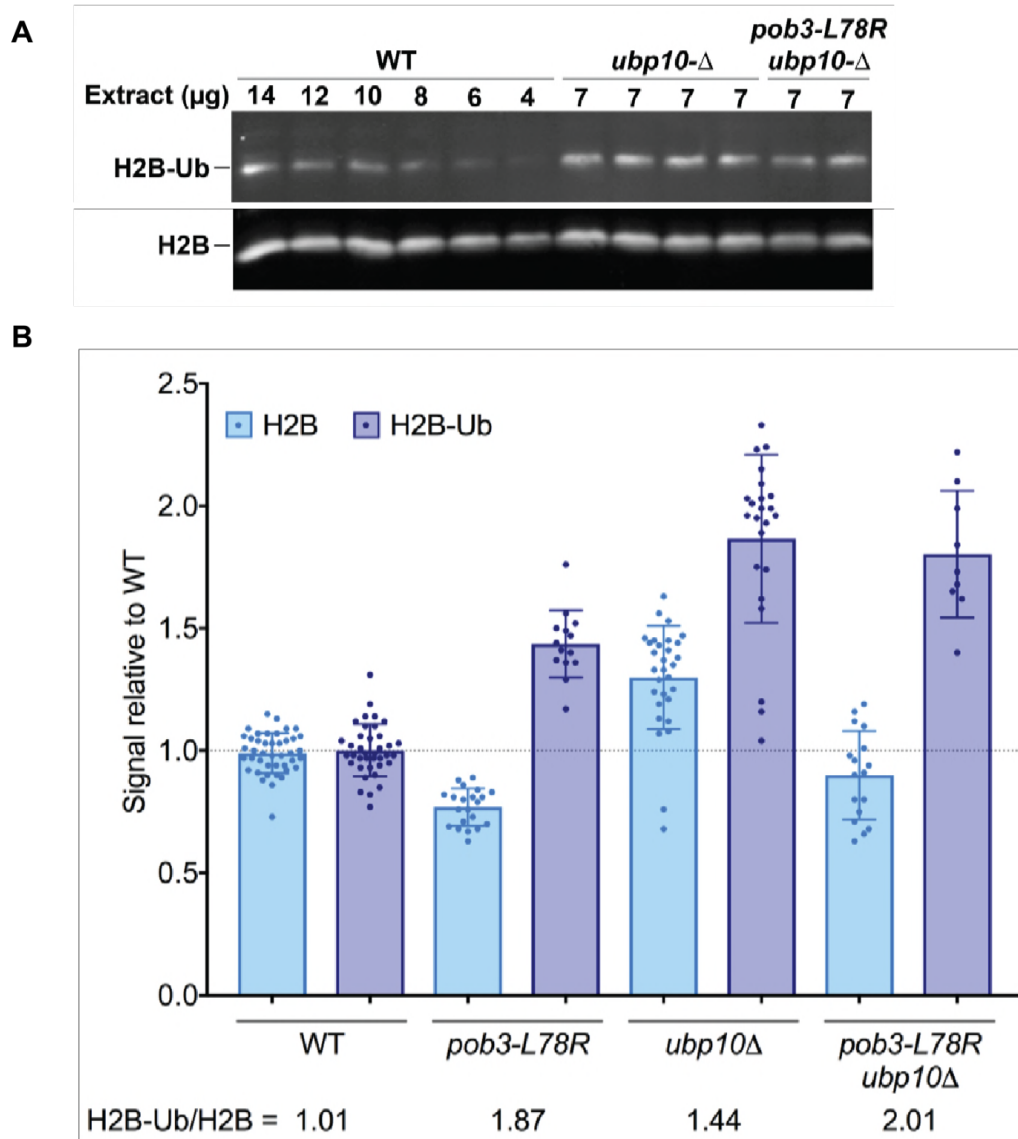 A
WT ubp10-Δ pob3-L78R ubp10-Δ
Extract (µg) 14 12 10 8 6 4 7 7 7 7 7 7
H2B-Ub
H2B
B
2.5
2.0
1.5
1.0
0.5
0.0
Signal relative to WT
H2B H2B-Ub
WT pob3-L78R ubp10Δ pob3-L78R
ubp10Δ
H2B-Ub/H2B = 1.01 1.87 1.44 2.01